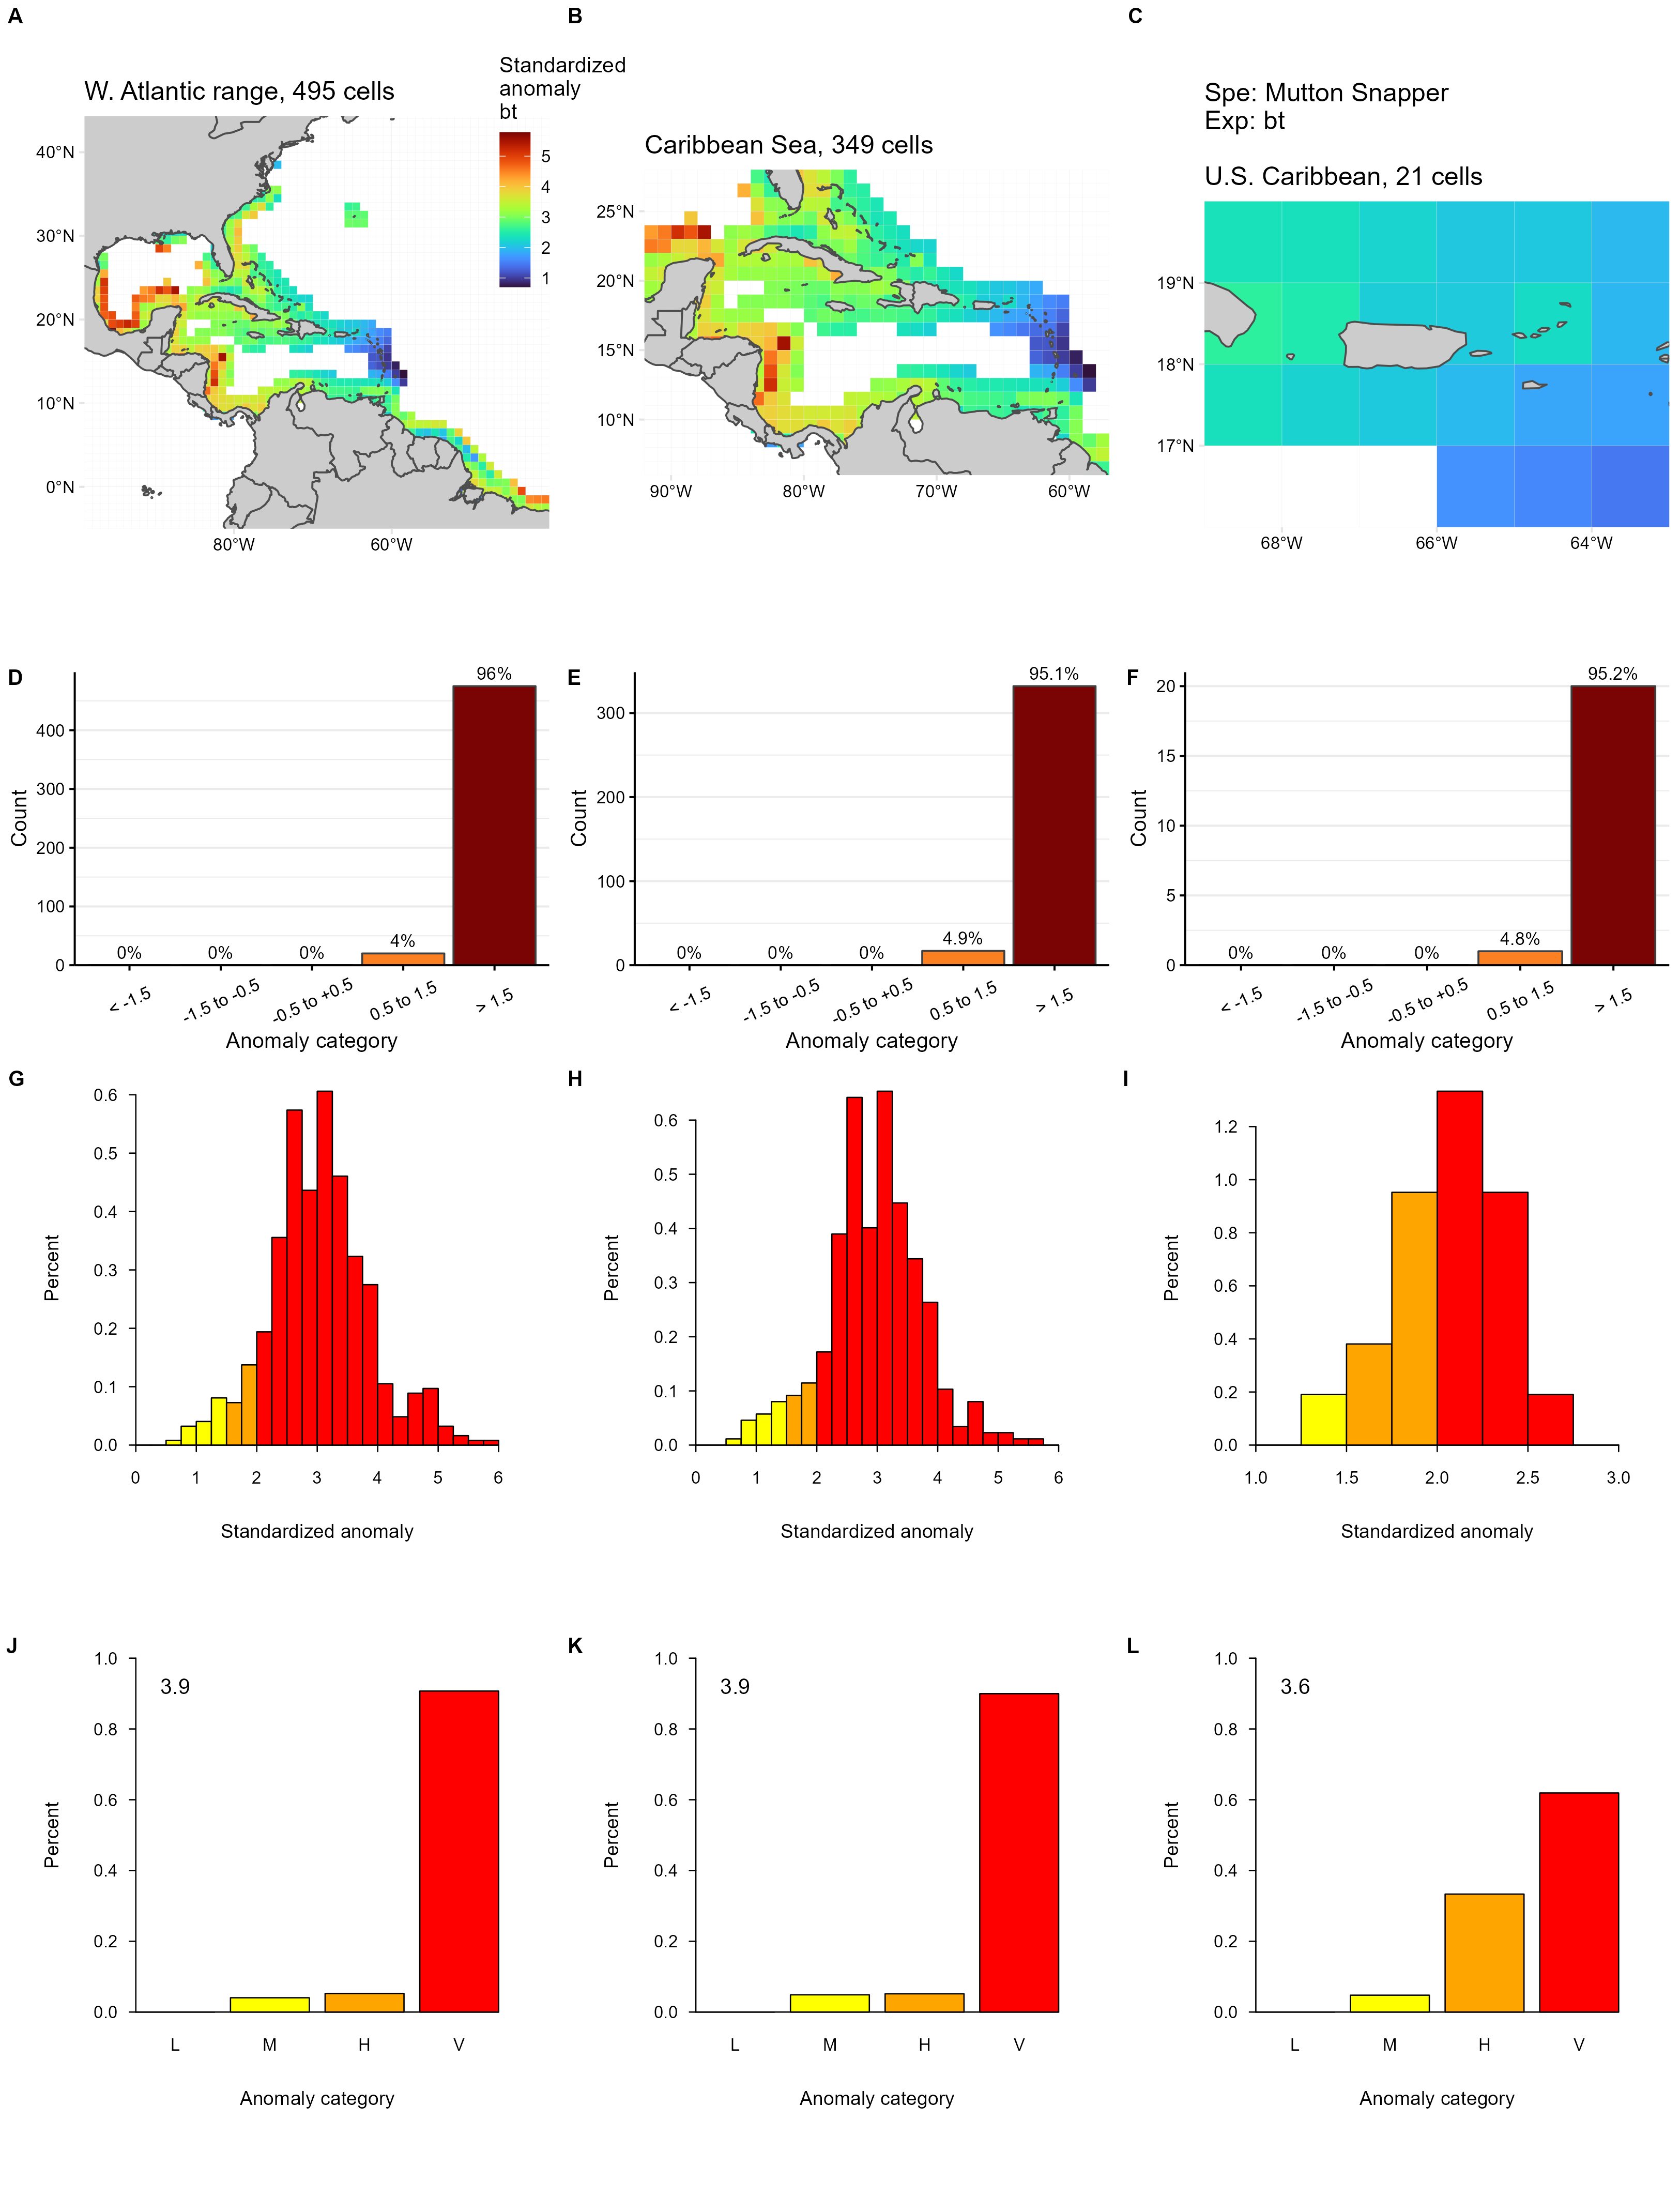 A
B
C
W. Atlantic range, 495 cells
Standardized
anomaly
bt
5
4
3
2
1
40°N
30°N
20°N
10°N
0°N
80°W
60°W
Caribbean Sea, 349 cells
25°N
20°N
15°N
10°N
90°W
80°W
70°W
60°W
Spe: Mutton Snapper
Exp: bt
U.S. Caribbean, 21 cells
19°N
18°N
17°N
68°W
66°W
64°W
D
Count
400
300
200
100
0
0%
0%
0%
4%
96%
< -1.5
-1.5 to -0.5
-0.5 to +0.5
0.5 to 1.5
> 1.5
Anomaly category
E
Count
300
200
100
0
0%
0%
0%
4.9%
95.1%
< -1.5
-1.5 to -0.5
-0.5 to +0.5
0.5 to 1.5
> 1.5
Anomaly category
F
Count
20
15
10
5
0
0%
0%
0%
4.8%
95.2%
< -1.5
-1.5 to -0.5
-0.5 to +0.5
0.5 to 1.5
> 1.5
Anomaly category
G
Percent
0.6
0.5
0.4
0.3
0.2
0.1
0.0
0 1 2 3 4 5 6
Standardized anomaly
H
Percent
0.6
0.5
0.4
0.3
0.2
0.1
0.0
0 1 2 3 4 5 6
Standardized anomaly
I
Percent
1.2
1.0
0.8
0.6
0.4
0.2
0.0
1.0 1.5 2.0 2.5 3.0
Standardized anomaly
J
3.9
Percent
1.0
0.8
0.6
0.4
0.2
0.0
L M H V
Anomaly category
K
3.9
Percent
1.0
0.8
0.6
0.4
0.2
0.0
L M H V
Anomaly category
L
3.6
Percent
1.0
0.8
0.6
0.4
0.2
0.0
L M H V
Anomaly category